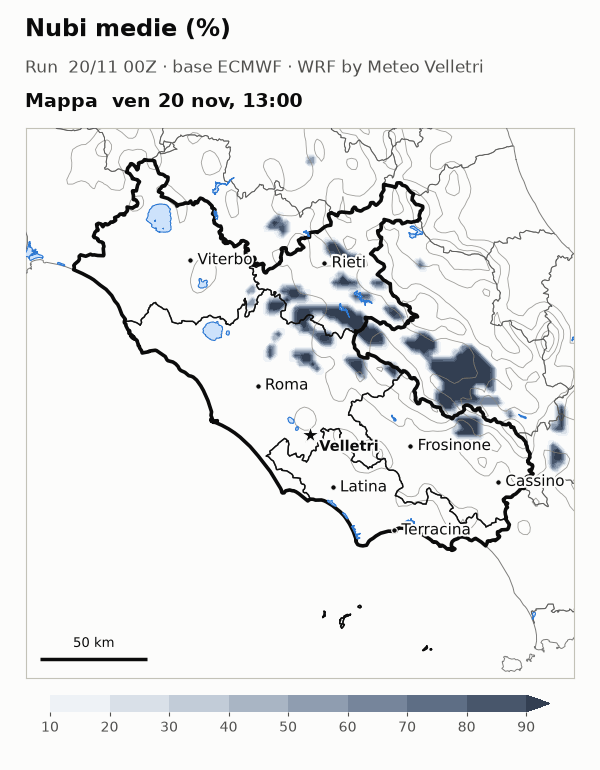 Nubi medie (%)
Run  20/11 00Z · base ECMWF · WRF by Meteo Velletri
Mappa  ven 20 nov, 13:00
Viterbo
Rieti
Roma
Velletri
Frosinone
Latina
Cassino
Terracina
50 km
10 20 30 40 50 60 70 80 90